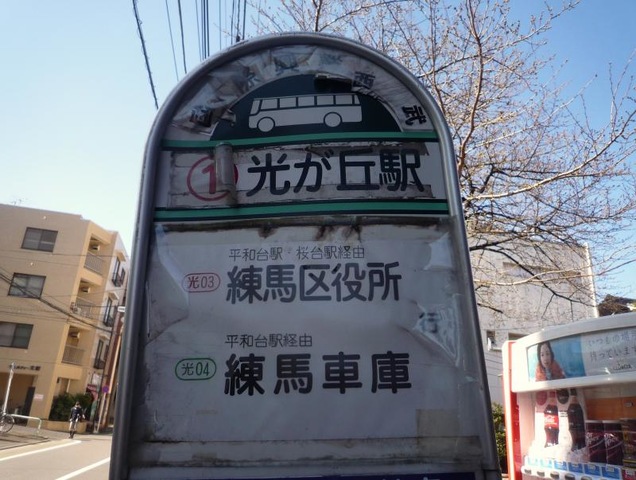 西武
① 光が丘駅
平和台駅・桜台駅経由
光03 練馬区役所
行
平和台駅経由
光04 練馬車庫